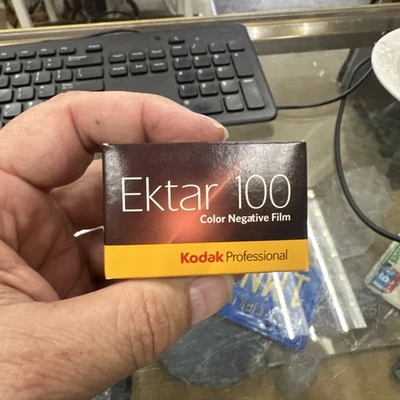 Ektar 100
Color Negative Film
Kodak Professional